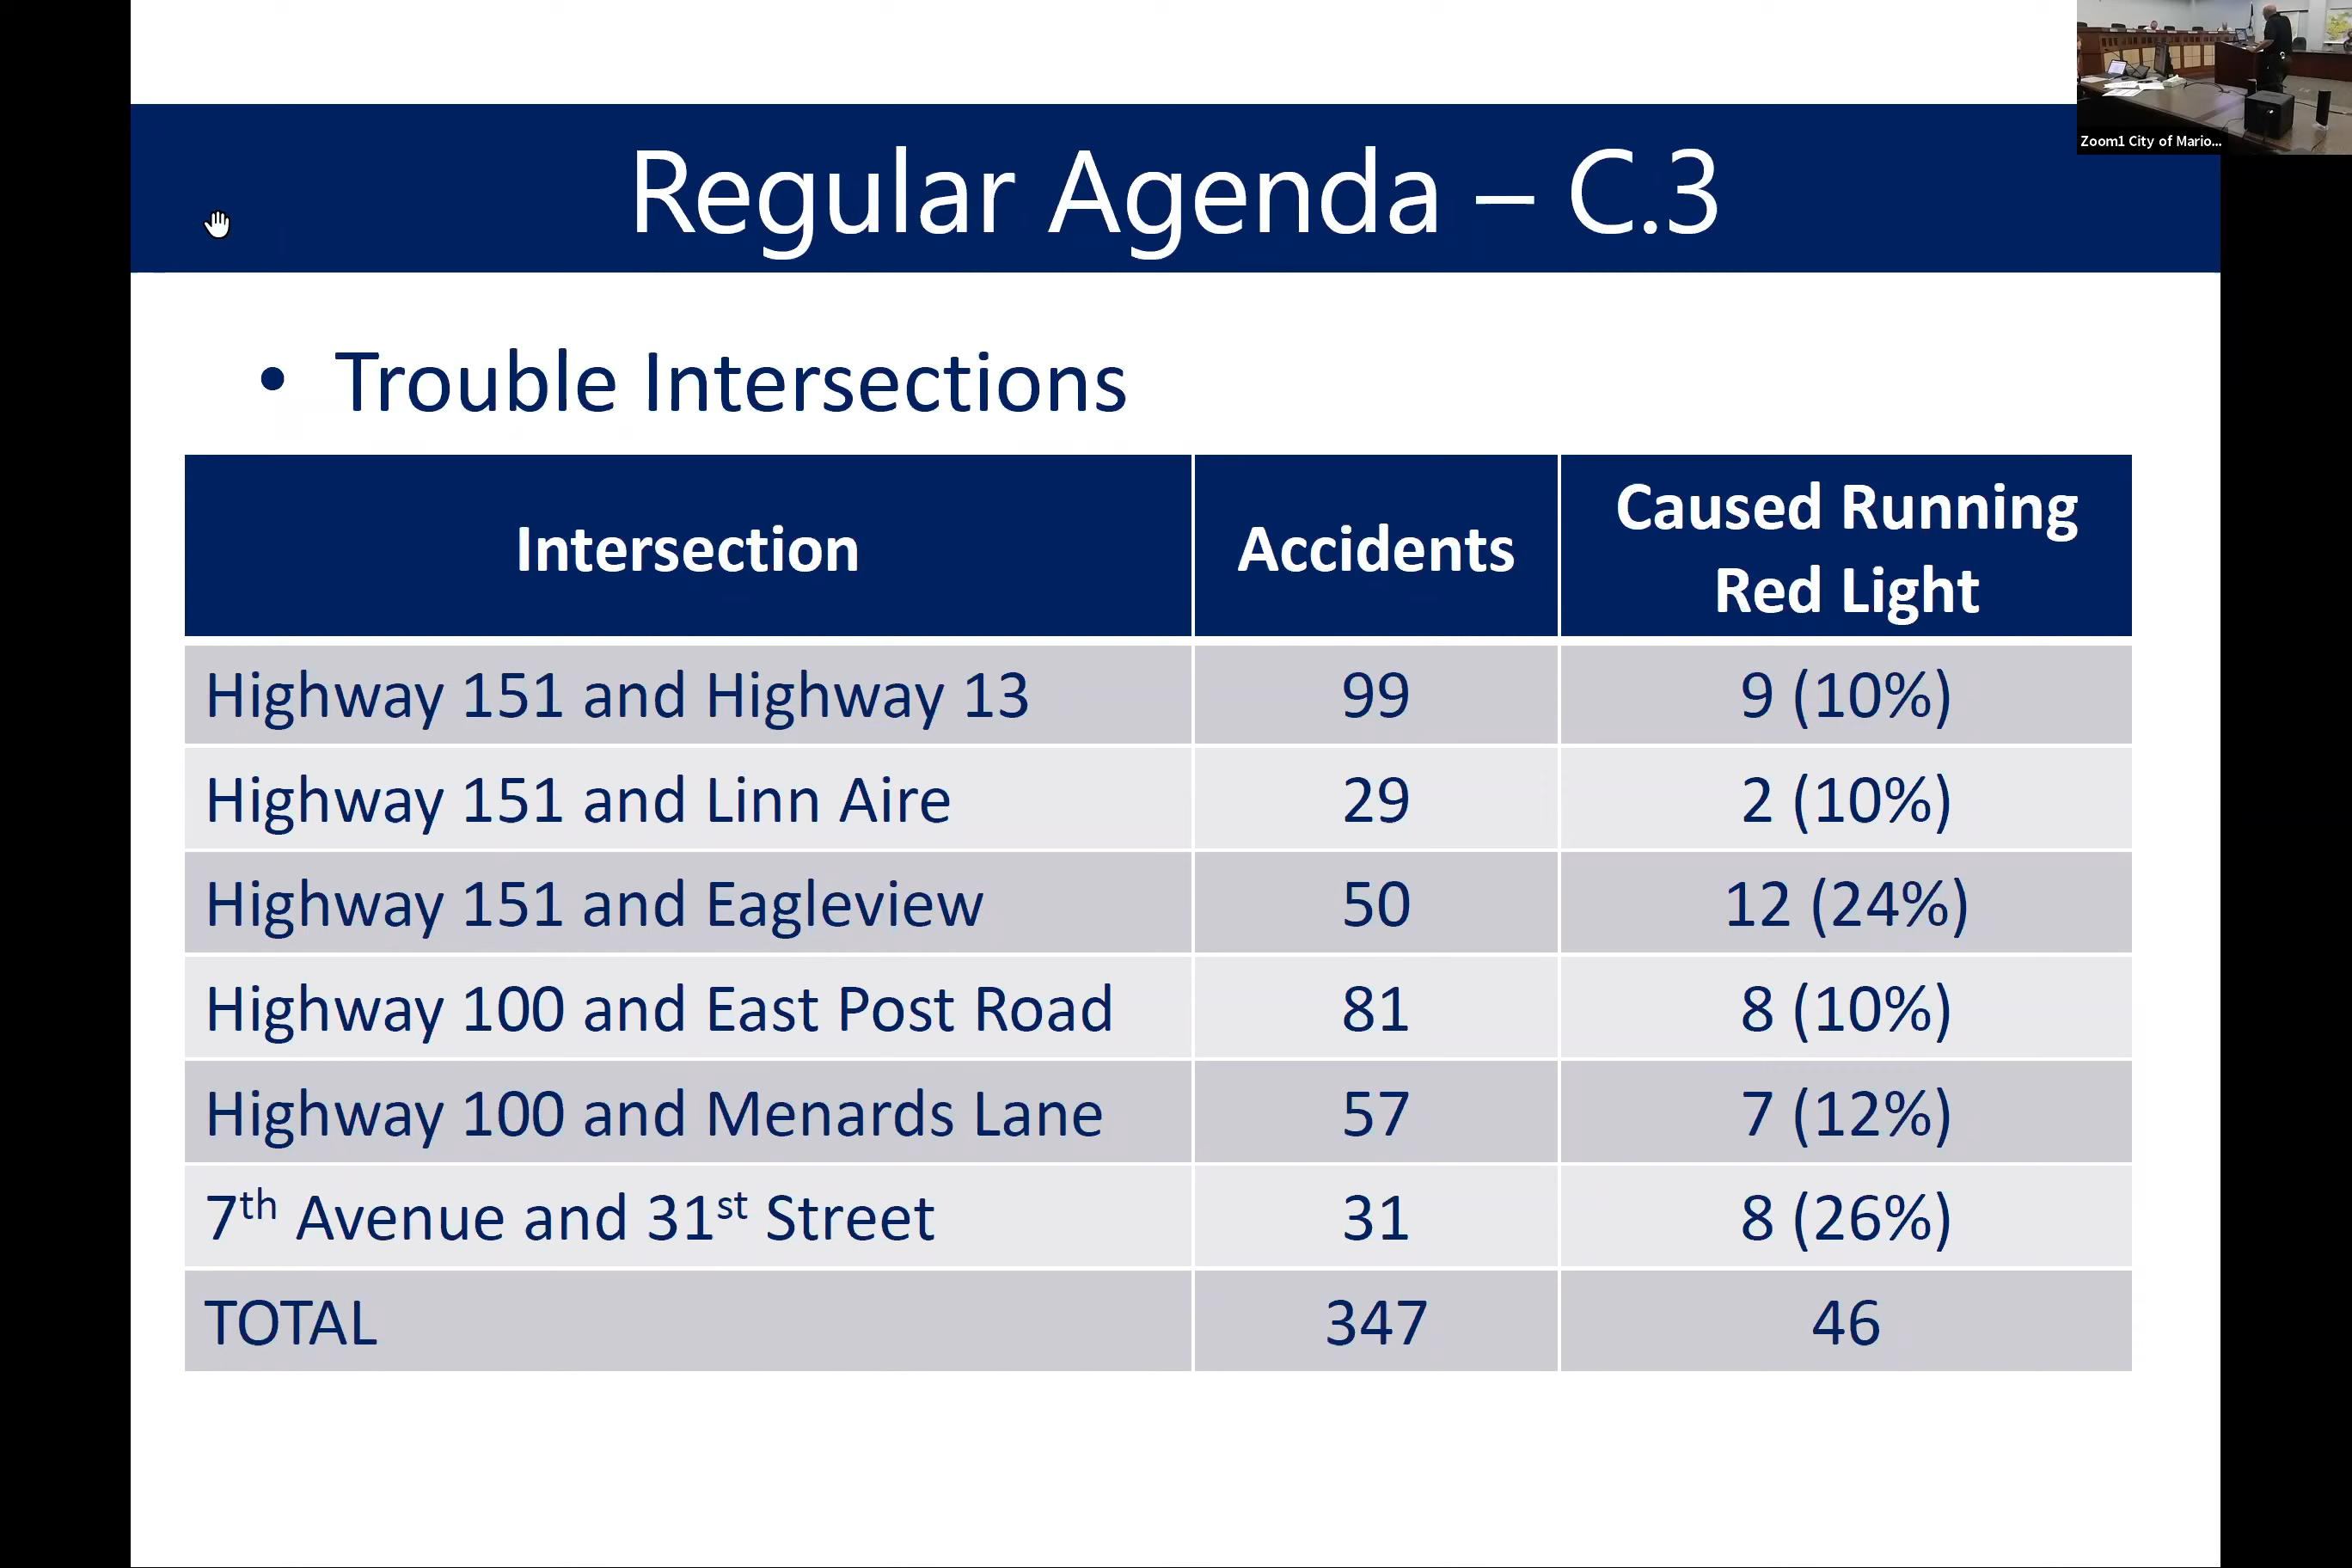 Zoom1 City of Mario...
Regular Agenda – C.3
• Trouble Intersections
Intersection Accidents Caused Running Red Light
Highway 151 and Highway 13 99 9 (10%)
Highway 151 and Linn Aire 29 2 (10%)
Highway 151 and Eagleview 50 12 (24%)
Highway 100 and East Post Road 81 8 (10%)
Highway 100 and Menards Lane 57 7 (12%)
7th Avenue and 31st Street 31 8 (26%)
TOTAL 347 46